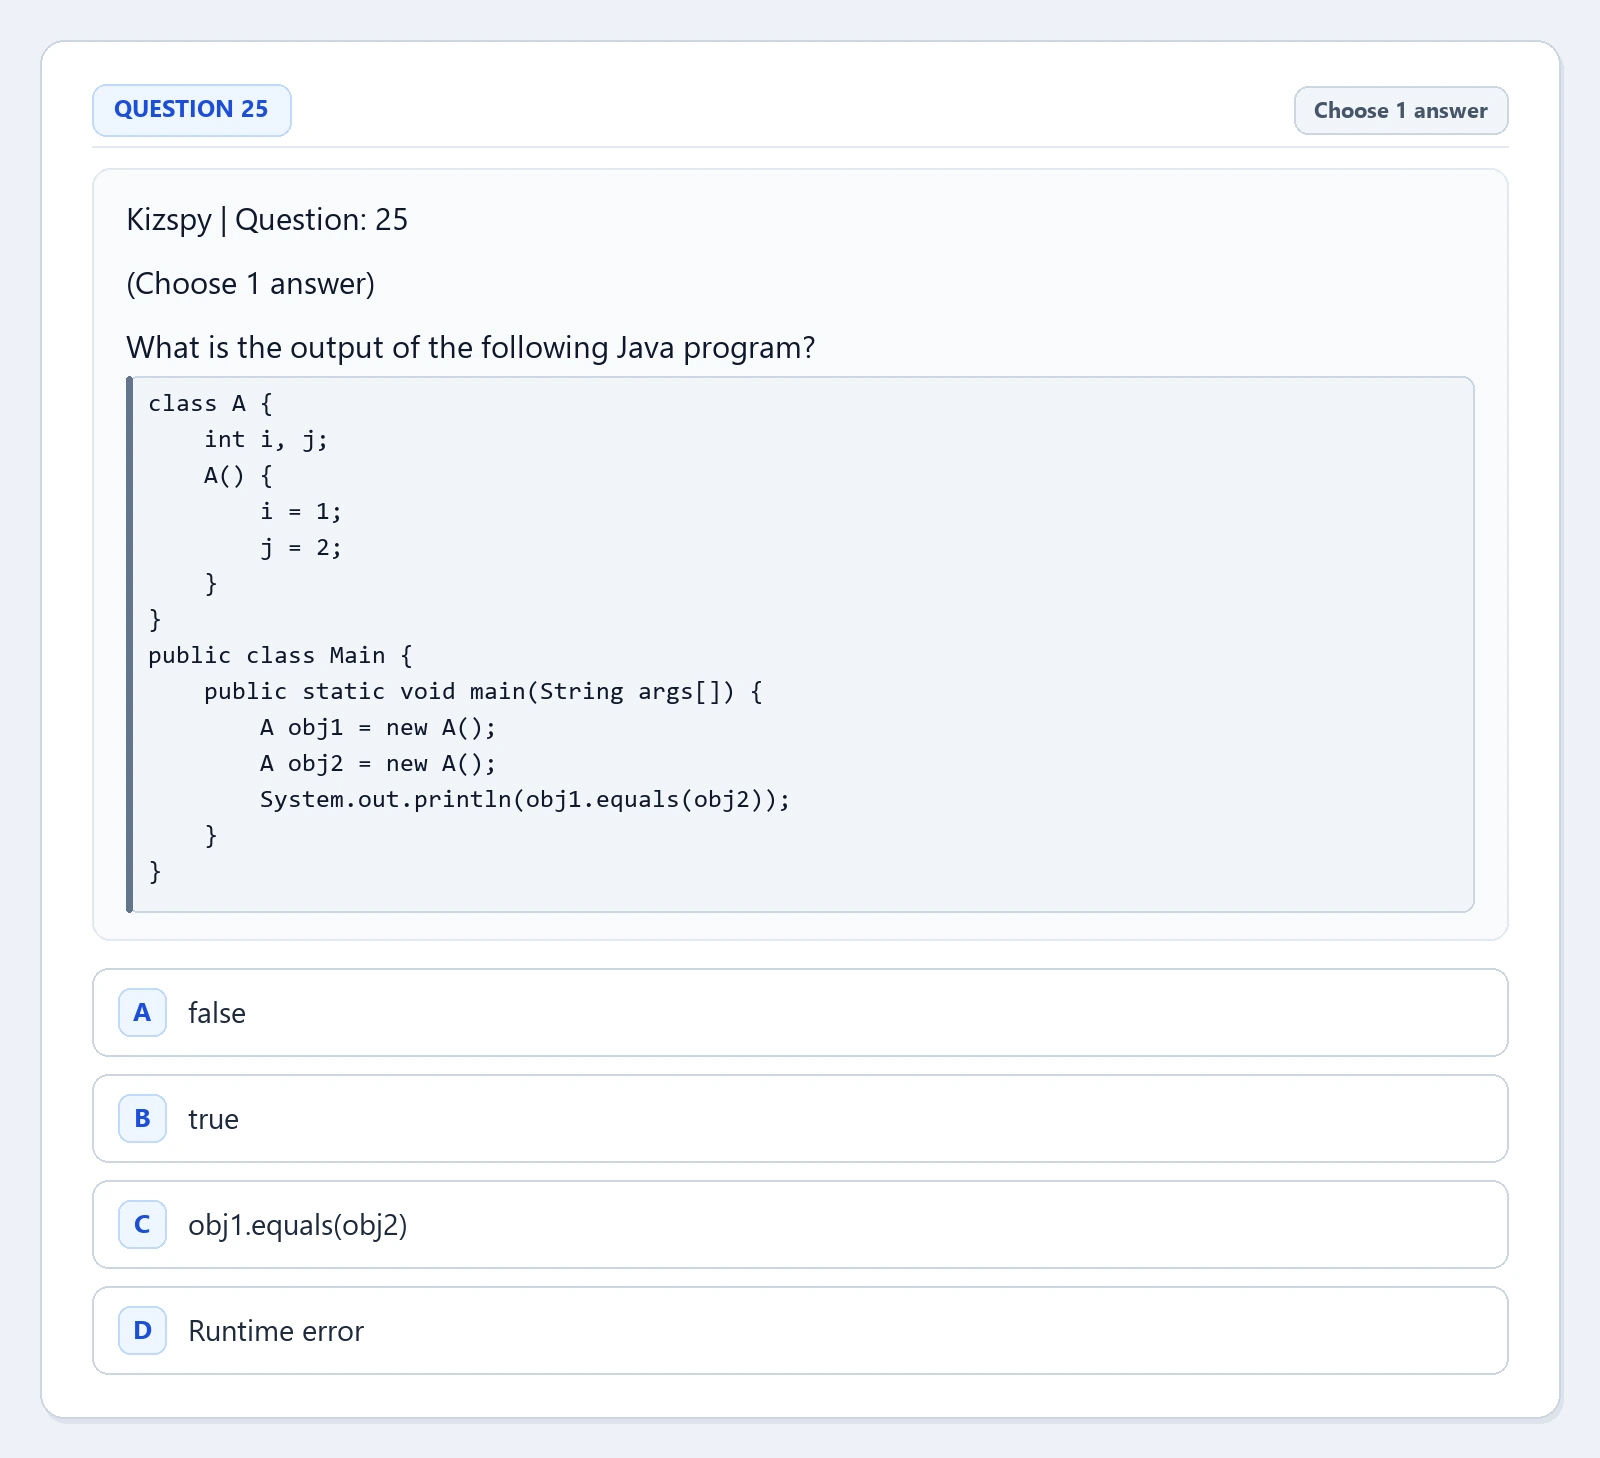 QUESTION 25
Choose 1 answer
Kizspy | Question: 25
(Choose 1 answer)
What is the output of the following Java program?
class A {
    int i, j;
    A() {
        i = 1;
        j = 2;
    }
}
public class Main {
    public static void main(String args[]) {
        A obj1 = new A();
        A obj2 = new A();
        System.out.println(obj1.equals(obj2));
    }
}
A false
B true
C obj1.equals(obj2)
D Runtime error